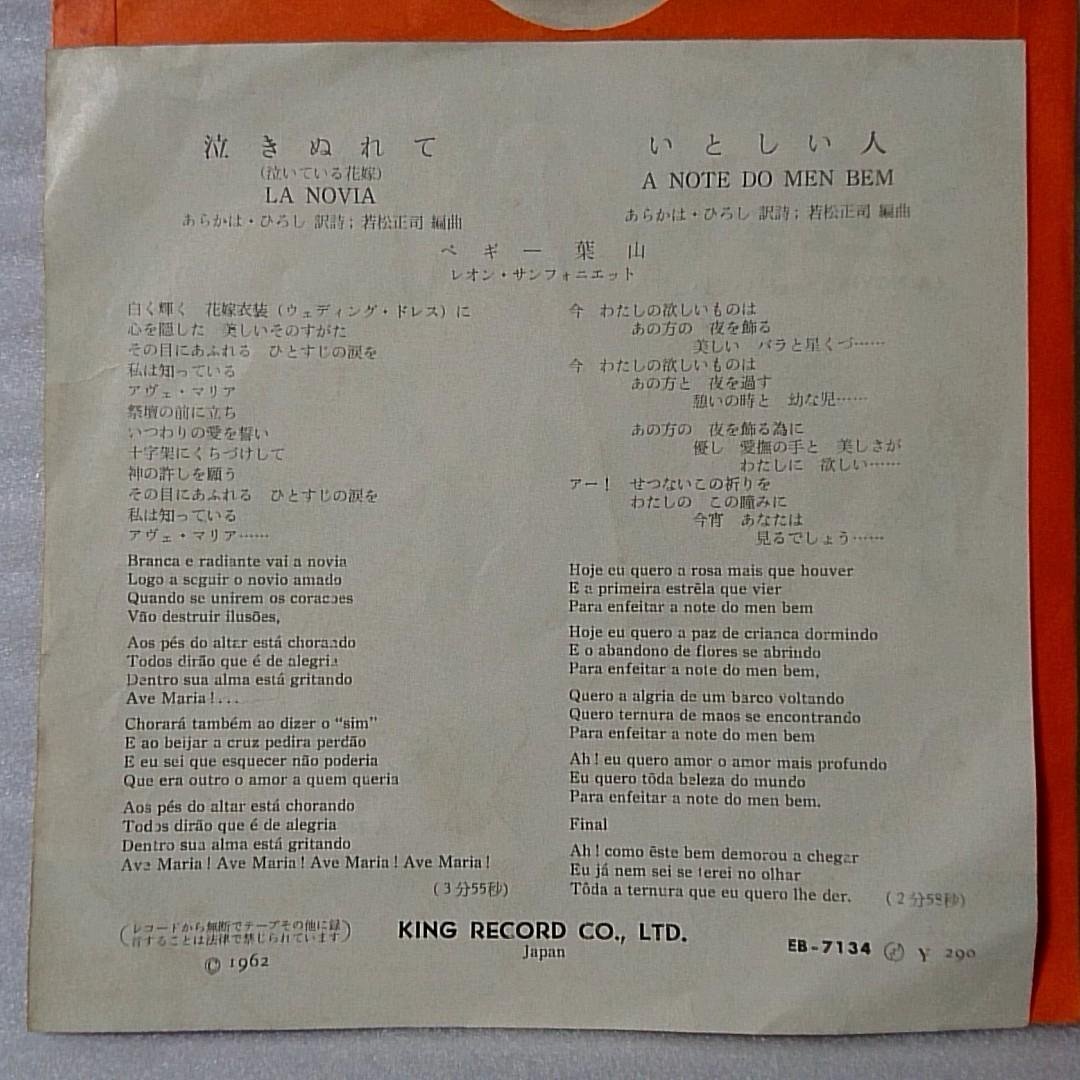 泣きぬれて
(泣いている花嫁)
LA NOVIA
あらかは・ひろし 訳詩; 若松正司 編曲
いとしい人
A NOTE DO MEN BEM
あらかは・ひろし 訳詩; 若松正司 編曲
ペギー葉山
レオン・サンフォニエット
白く輝く 花嫁衣装(ウェディング・ドレス)に
心を隠した 美しいそのすがた
その目にあふれる ひとすじの涙を
私は知っている
アヴェ・マリア
祭壇の前に立ち
いつわりの愛を誓い
十字架にくちづけして
神の許しを願う
その目にあふれる ひとすじの涙を
私は知っている
アヴェ・マリア……
Branca e radiante vai a novia
Logo a seguir o novio amado
Quando se unirem os coracoes
Vão destruir ilusões,
Aos pés do altar está chorando
Todos dirão que é de alegria
Dentro sua alma está gritando
Ave Maria!...
Chorará também ao dizer o "sim"
E ao beijar a cruz pedira perdão
E eu sei que esquecer não poderia
Que era outro o amor a quem queria
Aos pés do altar está chorando
Todos dirão que é de alegria
Dentro sua alma está gritando
Ave Maria! Ave Maria! Ave Maria! Ave Maria!
(3分55秒)
今 わたしの欲しいものは
あの方の 夜を飾る
美しい バラと星くづ……
今 わたしの欲しいものは
あの方と 夜を過す
憩いの時と 幼な児……
あの方の 夜を飾る為に
優し 愛撫の手と 美しさが
わたしに 欲しい……
アー! せつないこの祈りを
わたしの この瞳みに
今宵 あなたは
見るでしょう……
Hoje eu quero a rosa mais que houver
E a primeira estrêla que vier
Para enfeitar a note do men bem
Hoje eu quero a paz de crianca dormindo
E o abandono de flores se abrindo
Para enfeitar a note do men bem,
Quero a algria de um barco voltando
Quero ternura de maos se encontrando
Para enfeitar a note do men bem
Ah! eu quero amor o amor mais profundo
Eu quero tôda beleza do mundo
Para enfeitar a note do men bem.
Final
Ah! como êste bem demorou a chegar
Eu já nem sei se terei no olhar
Tôda a ternura que eu quero lhe der.
(2分58秒)
(レコードから無断でテープその他に録
音することは法律で禁じられています)
© 1962
KING RECORD CO., LTD.
Japan
EB-7134 ¥ 290